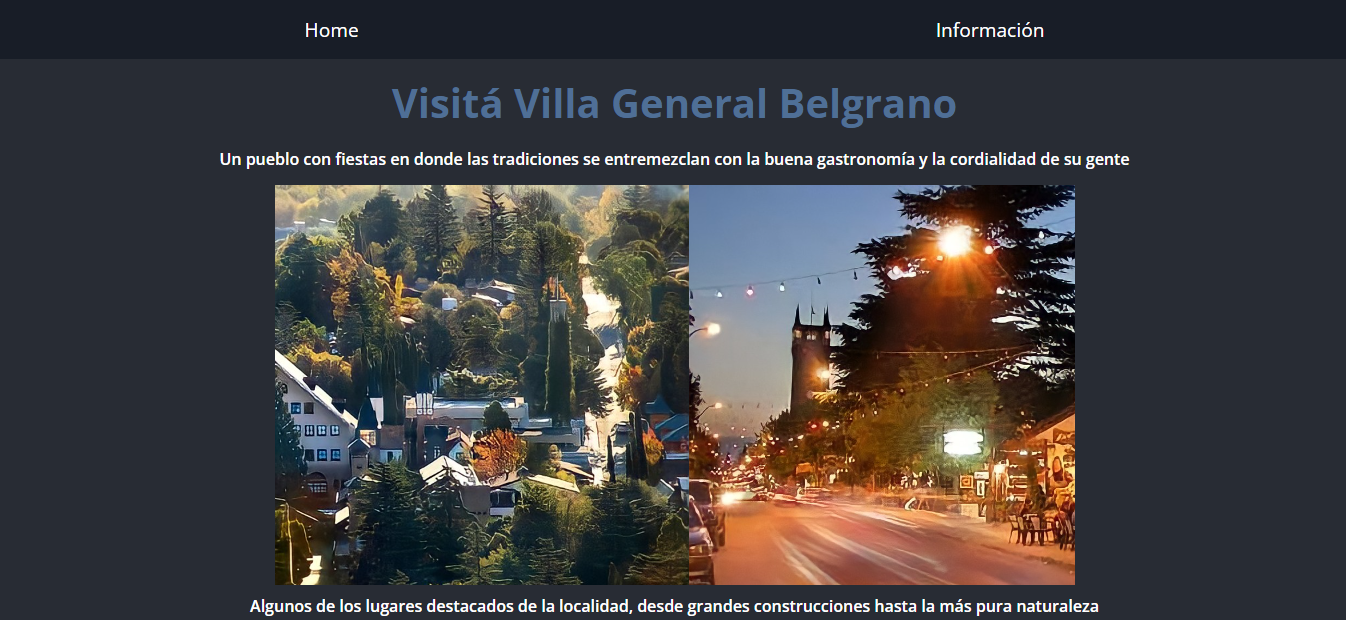 Home
Información
Visitá Villa General Belgrano
Un pueblo con fiestas en donde las tradiciones se entremezclan con la buena gastronomía y la cordialidad de su gente
Algunos de los lugares destacados de la localidad, desde grandes construcciones hasta la más pura naturaleza